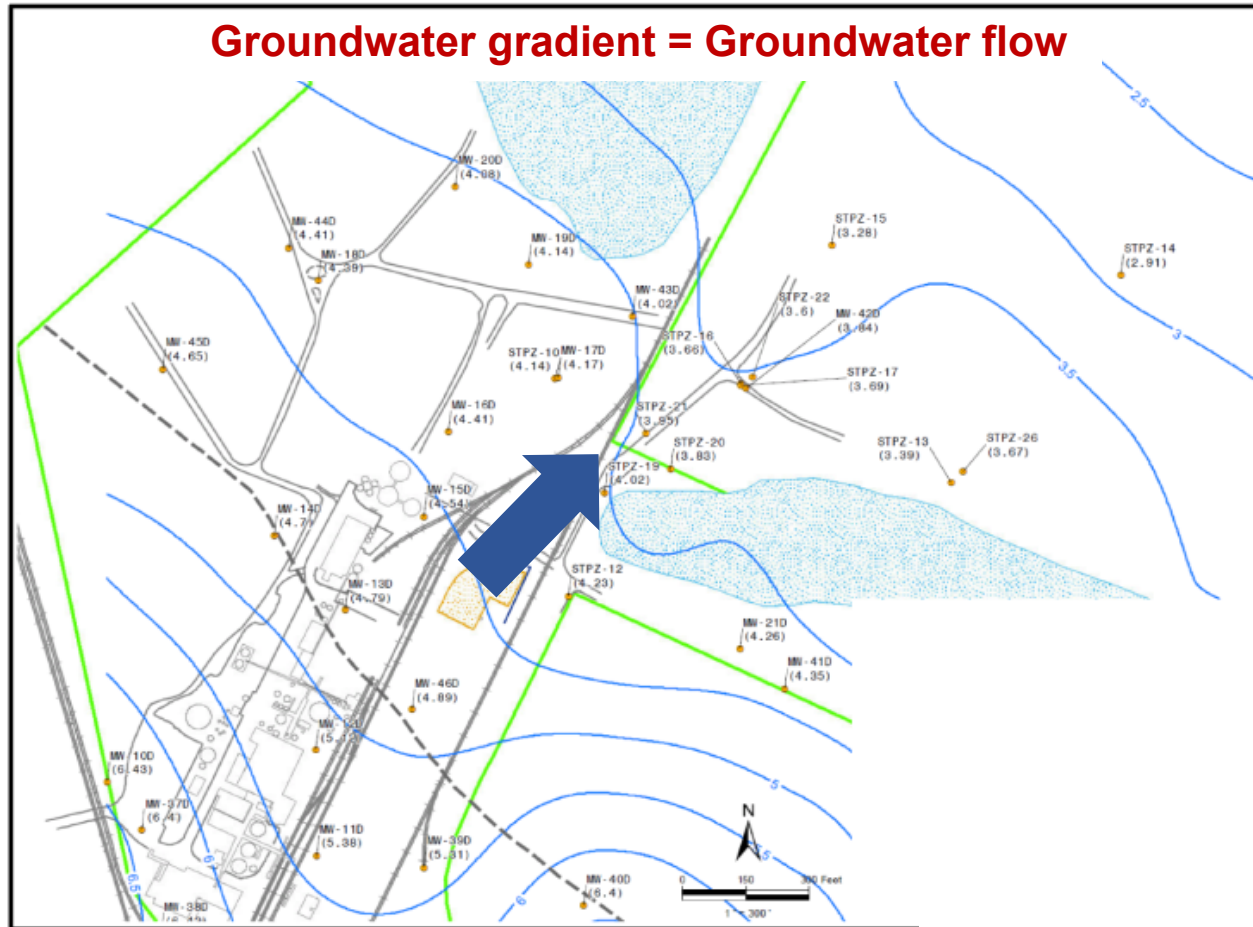 Groundwater gradient = Groundwater flow
2.5
MW-20D
(4.08)
STPZ-15
(3.28)
MW-44D
(4.41)
MW-19D
(4.14)
STPZ-14
(2.91)
MW-18D
(4.39)
STPZ-22
(3.6)
MW-43D
(4.02)
MW-42D
(3.84)
3
STPZ-16
(3.66)
MW-45D
(4.65)
STPZ-10
(4.14)
MW-17D
(4.17)
STPZ-17
(3.69)
3.5
MW-16D
(4.41)
STPZ-21
(3.95)
STPZ-20
(3.83)
STPZ-13
(3.39)
STPZ-26
(3.67)
STPZ-19
(4.02)
MW-15D
(4.54)
MW-14D
(4.7)
STPZ-12
(4.23)
MW-13D
(4.79)
MW-21D
(4.26)
MW-41D
(4.35)
MW-46D
(4.89)
MW-10D
(6.43)
5
MW-37D
(6.4)
N
MW-11D
(5.38)
MW-39D
(5.31)
5.5
6
6.5
MW-40D
(6.4)
6
0 150 300 Feet
1" = 300'
MW-38D